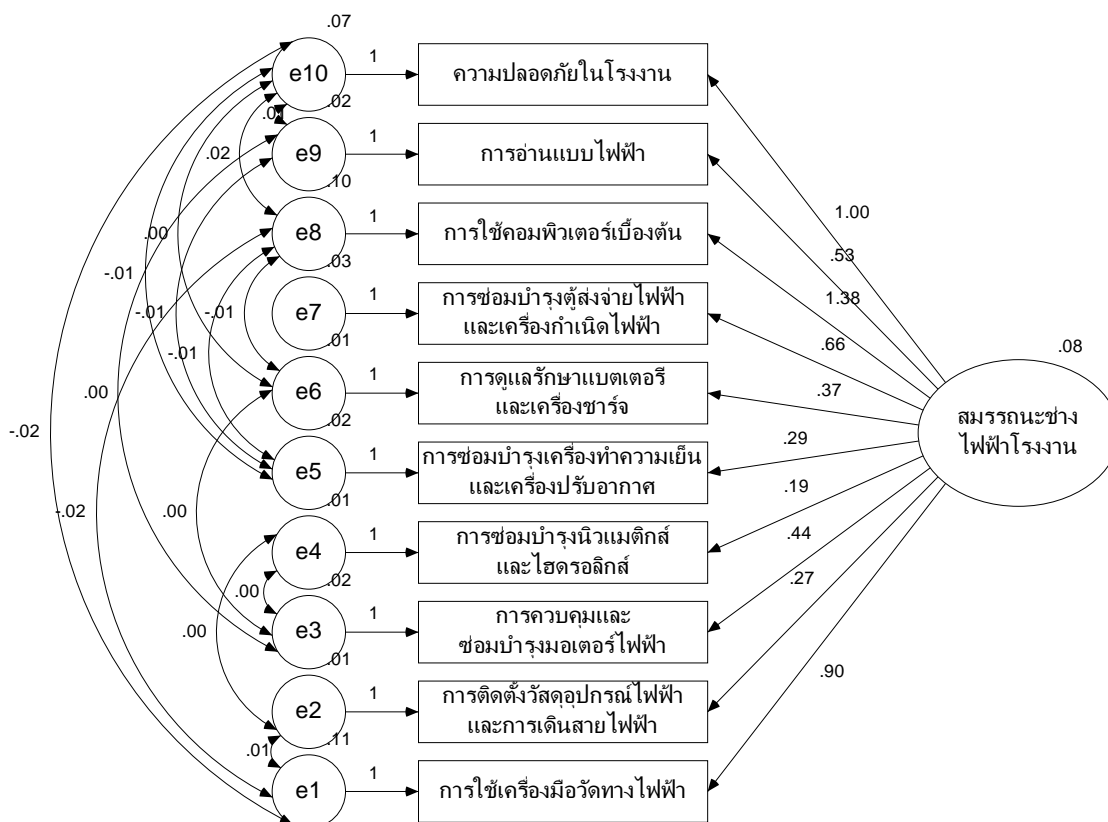 .07
e10
1
ความปลอดภัยในโรงงาน
.02
.01
e9
1
การอ่านแบบไฟฟ้า
.02
.10
e8
1
การใช้คอมพิวเตอร์เบื้องต้น
1.00
.00
.03
-.01
.53
e7
1
การซ่อมบำรุงตู้ส่งจ่ายไฟฟ้า
และเครื่องกำเนิดไฟฟ้า
1.38
-.01
-.01
.01
.66
.08
-.01
e6
1
การดูแลรักษาแบตเตอรี
และเครื่องชาร์จ
.37
.00
.02
สมรรถนะช่าง
ไฟฟ้าโรงงาน
-.02
e5
1
การซ่อมบำรุงเครื่องทำความเย็น
และเครื่องปรับอากาศ
.29
.01
.19
-.02
.00
e4
1
การซ่อมบำรุงนิวแมติกส์
และไฮดรอลิกส์
.44
.02
.00
.27
.00
e3
1
การควบคุมและ
ซ่อมบำรุงมอเตอร์ไฟฟ้า
.01
.90
e2
1
การติดตั้งวัสดุอุปกรณ์ไฟฟ้า
และการเดินสายไฟฟ้า
.11
.01
e1
1
การใช้เครื่องมือวัดทางไฟฟ้า